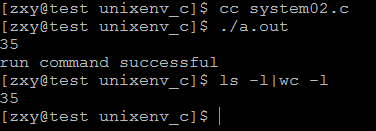 [zxy@test unixenv_c]$ cc system02.c
[zxy@test unixenv_c]$ ./a.out
35
run command successful
[zxy@test unixenv_c]$ ls -l|wc -l
35
[zxy@test unixenv_c]$